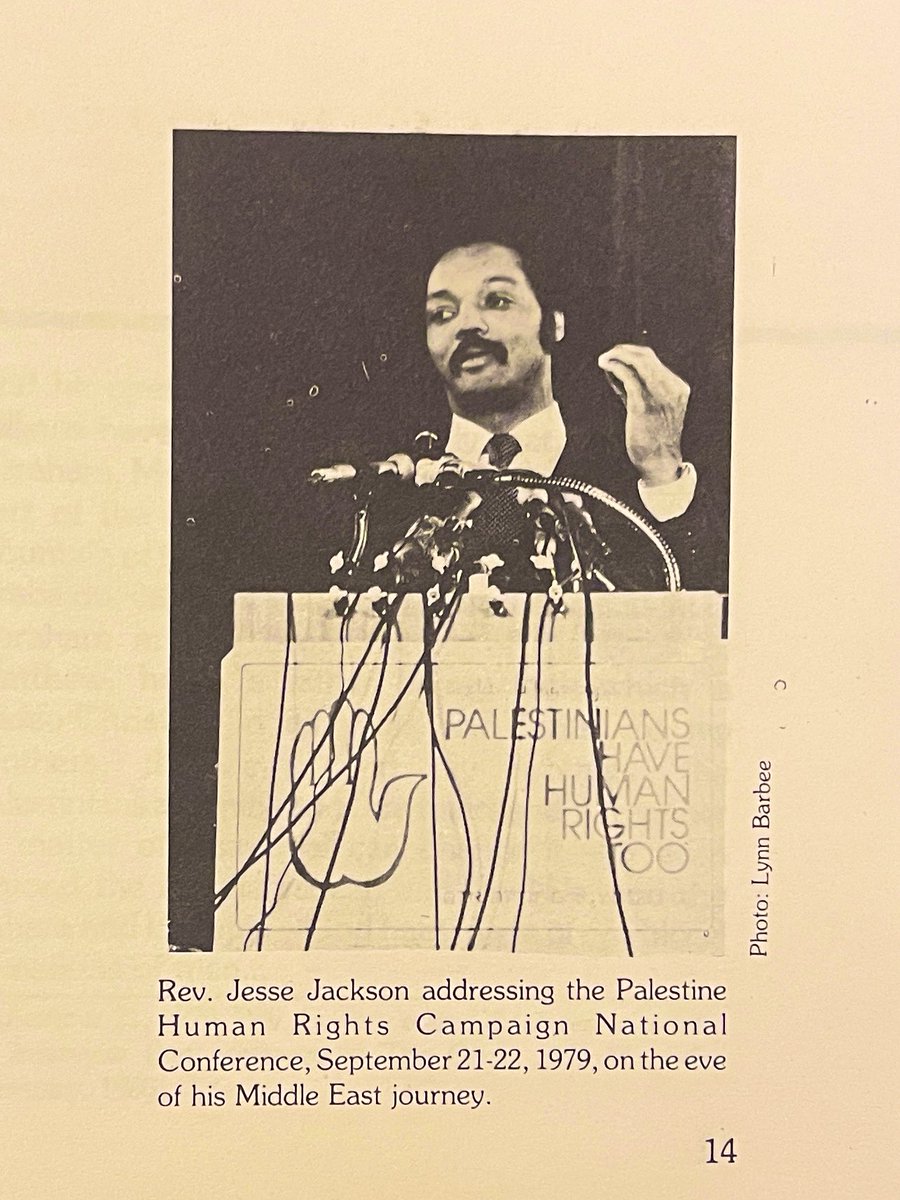 PALESTINIANS
HAVE
HUMAN
RIGHTS
TOO
Photo: Lynn Barbee
Rev. Jesse Jackson addressing the Palestine
Human Rights Campaign National
Conference, September 21-22, 1979, on the eve
of his Middle East journey.
14